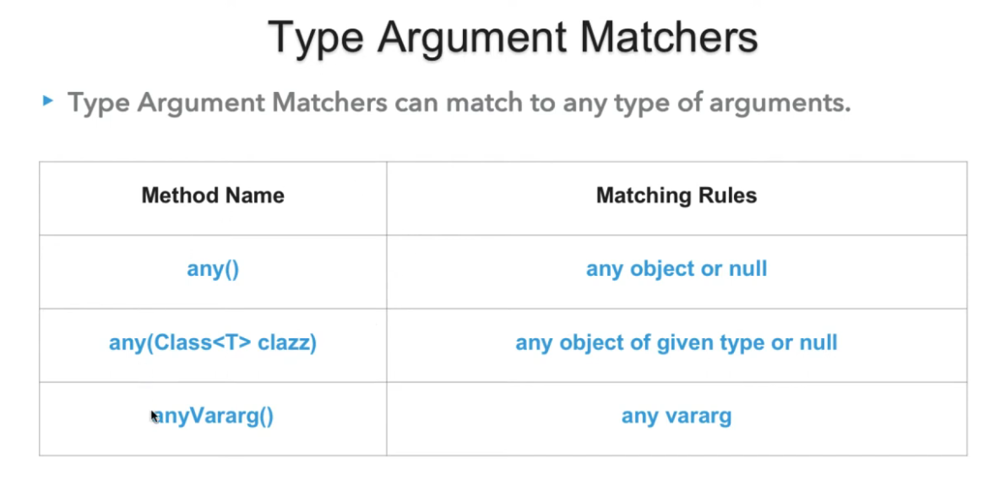 Type Argument Matchers
Type Argument Matchers can match to any type of arguments.
Method Name
Matching Rules
any()
any object or null
any(Class<T> clazz)
any object of given type or null
anyVararg()
any vararg